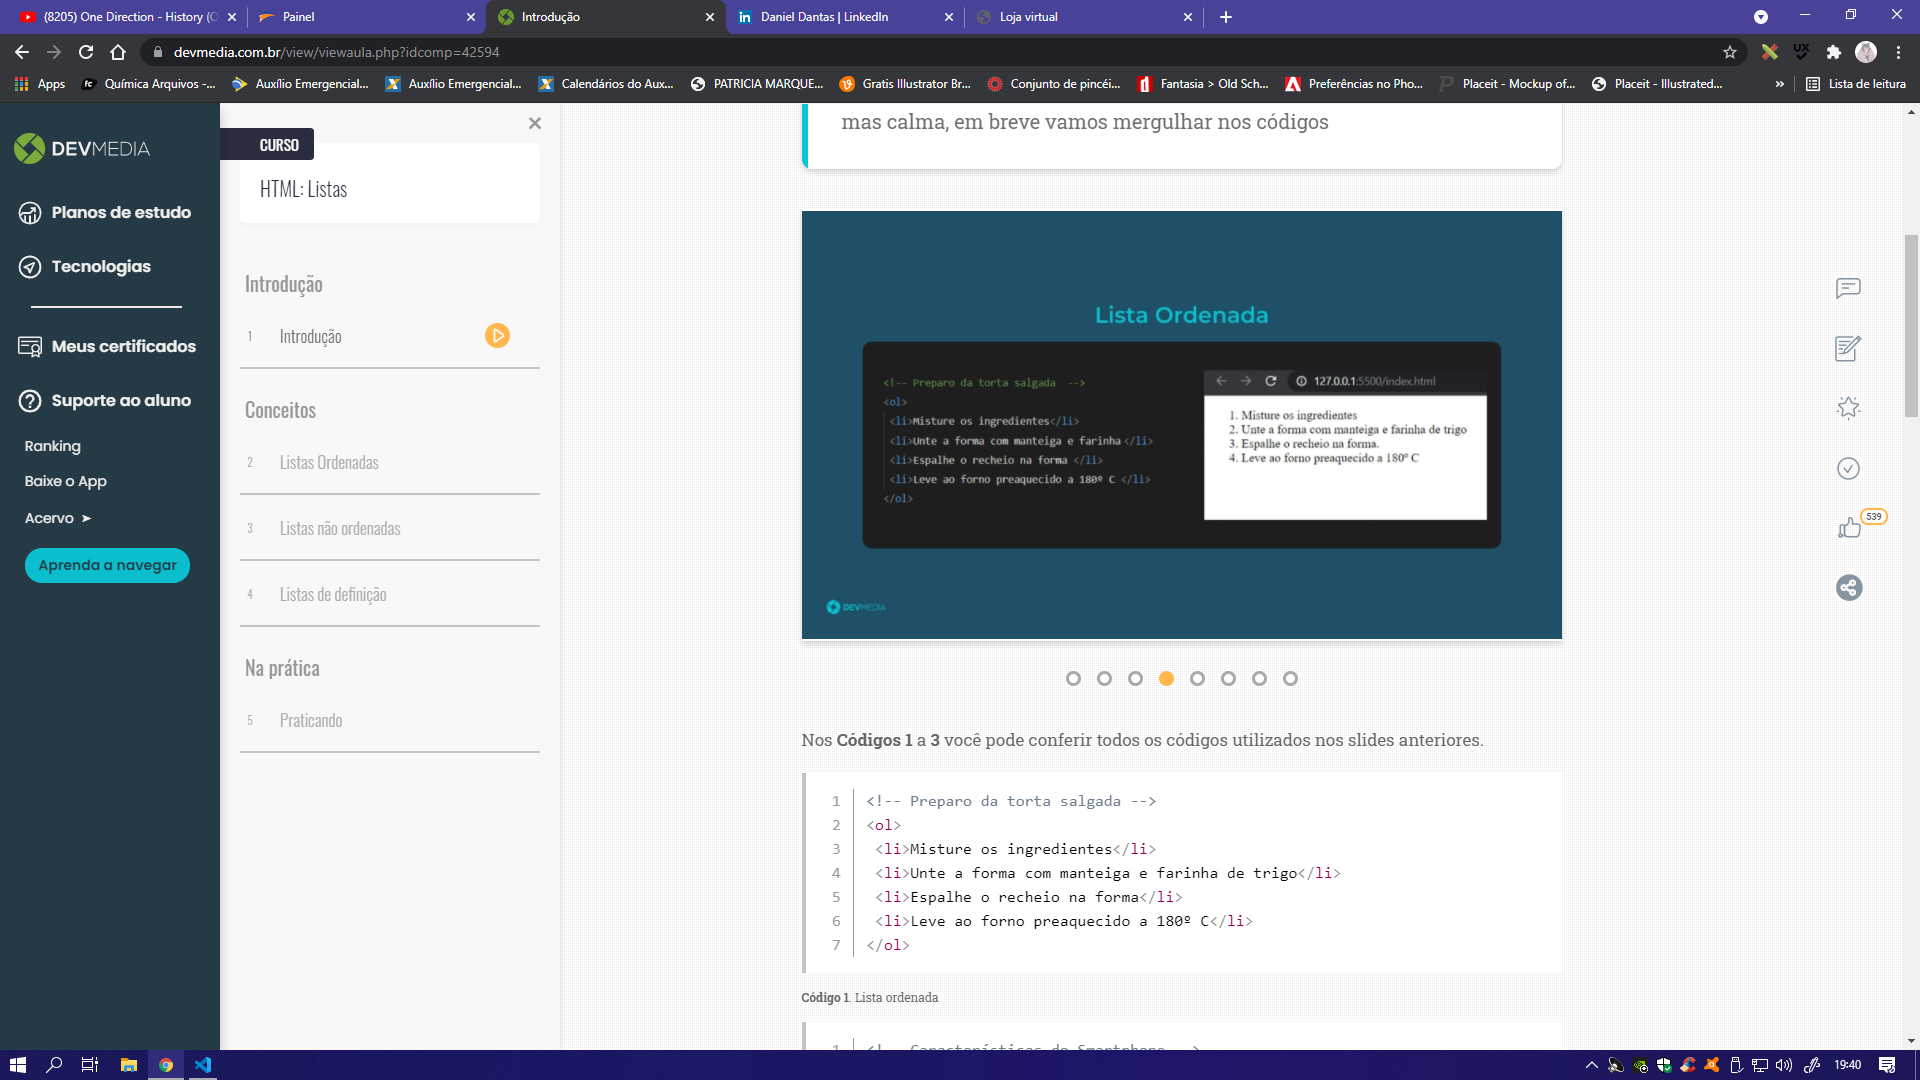 (8205) One Direction - History (O
Painel
Introdução
Daniel Dantas | LinkedIn
Loja virtual
devmedia.com.br/view/viewaula.php?idcomp=42594
Apps
Química Arquivos -...
Auxílio Emergencial...
Auxílio Emergencial...
Calendários do Aux...
PATRICIA MARQUE...
Gratis Illustrator Br...
Conjunto de pincéi...
Fantasia > Old Sch...
Preferências no Pho...
Placeit - Mockup of...
Placeit - Illustrated...
»
Lista de leitura
DEVMEDIA
Planos de estudo
Tecnologias
Meus certificados
Suporte ao aluno
Ranking
Baixe o App
Acervo ➤
Aprenda a navegar
CURSO
HTML: Listas
Introdução
1 Introdução
Conceitos
2 Listas Ordenadas
3 Listas não ordenadas
4 Listas de definição
Na prática
5 Praticando
mas calma, em breve vamos mergulhar nos códigos
Lista Ordenada
<!-- Preparo da torta salgada -->
<ol>
<li>Misture os ingredientes</li>
<li>Unte a forma com manteiga e farinha</li>
<li>Espalhe o recheio na forma </li>
<li>Leve ao forno preaquecido a 180º C </li>
</ol>
127.0.0.1:5500/index.html
1. Misture os ingredientes
2. Unte a forma com manteiga e farinha de trigo
3. Espalhe o recheio na forma.
4. Leve ao forno preaquecido a 180º C
DEVMEDIA
539
Nos Códigos 1 a 3 você pode conferir todos os códigos utilizados nos slides anteriores.
1 <!-- Preparo da torta salgada -->
2 <ol>
3 <li>Misture os ingredientes</li>
4 <li>Unte a forma com manteiga e farinha de trigo</li>
5 <li>Espalhe o recheio na forma</li>
6 <li>Leve ao forno preaquecido a 180º C</li>
7 </ol>
Código 1. Lista ordenada
1 <!-- Características do Smartphone -->
19:40